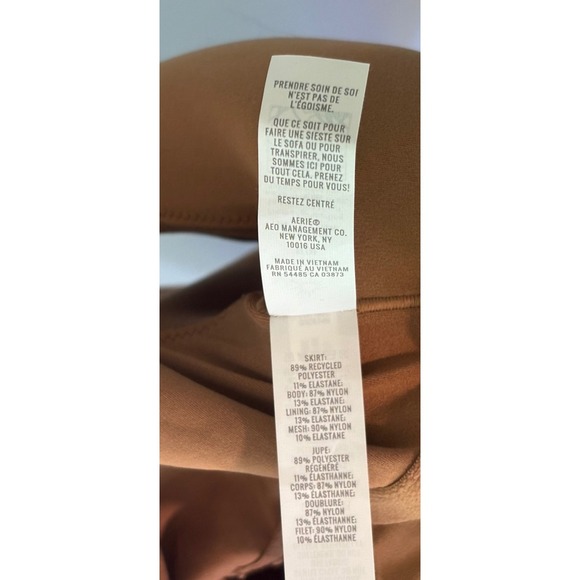 PRENDRE SOIN DE SOI
N'EST PAS DE
L'ÉGOISME.
QUE CE SOIT POUR
FAIRE UNE SIESTE SUR
LE SOFA OU POUR
TRANSPIRER, NOUS
SOMMES ICI POUR
TOUT CELA. PRENEZ
DU TEMPS POUR VOUS!
RESTEZ CENTRÉ
AERIE®
AEO MANAGEMENT CO.
NEW YORK, NY
10016 USA
MADE IN VIETNAM
FABRIQUÉ AU VIETNAM
RN 54485 CA 03873
SKIRT:
89% RECYCLED
POLYESTER
11% ELASTANE;
BODY: 87% NYLON
13% ELASTANE;
LINING: 87% NYLON
13% ELASTANE;
MESH: 90% NYLON
10% ELASTANE
JUPE:
89% POLYESTER
RÉGÉNÉRÉ
11% ÉLASTHANNE;
CORPS: 87% NYLON
13% ÉLASTHANNE;
DOUBLURE:
87% NYLON
13% ÉLASTHANNE;
FILET: 90% NYLON
10% ÉLASTHANNE